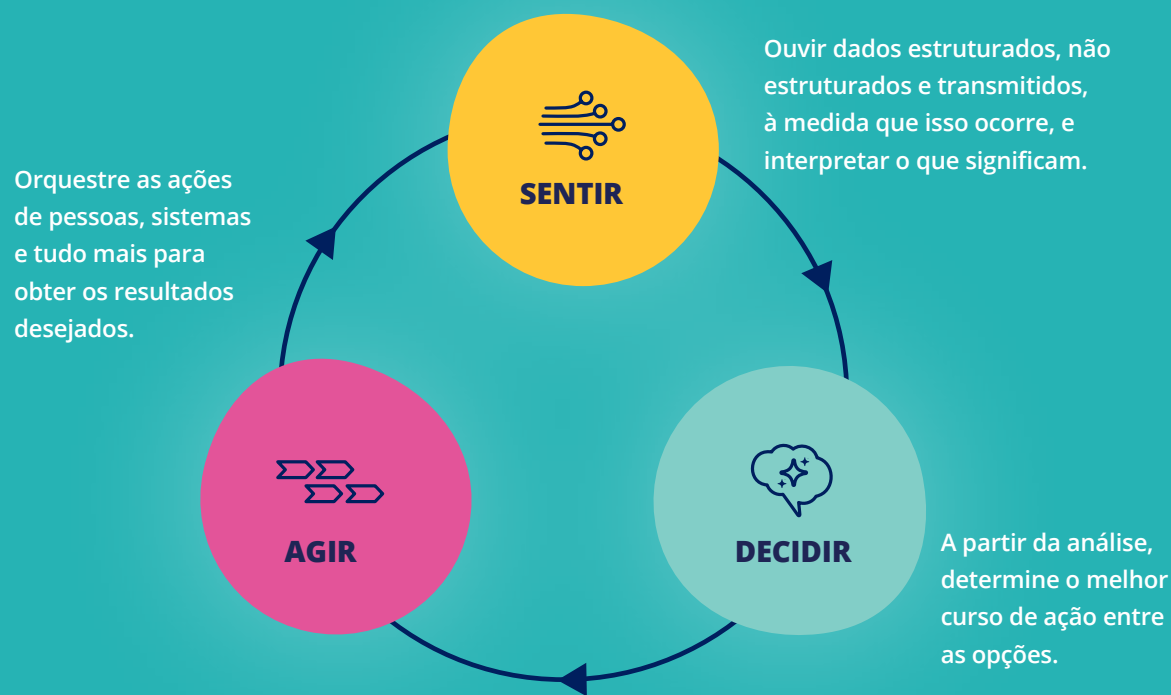 SENTIR
Ouvir dados estruturados, não
estruturados e transmitidos,
à medida que isso ocorre, e
interpretar o que significam.
DECIDIR
A partir da análise,
determine o melhor
curso de ação entre
as opções.
AGIR
Orquestre as ações
de pessoas, sistemas
e tudo mais para
obter os resultados
desejados.